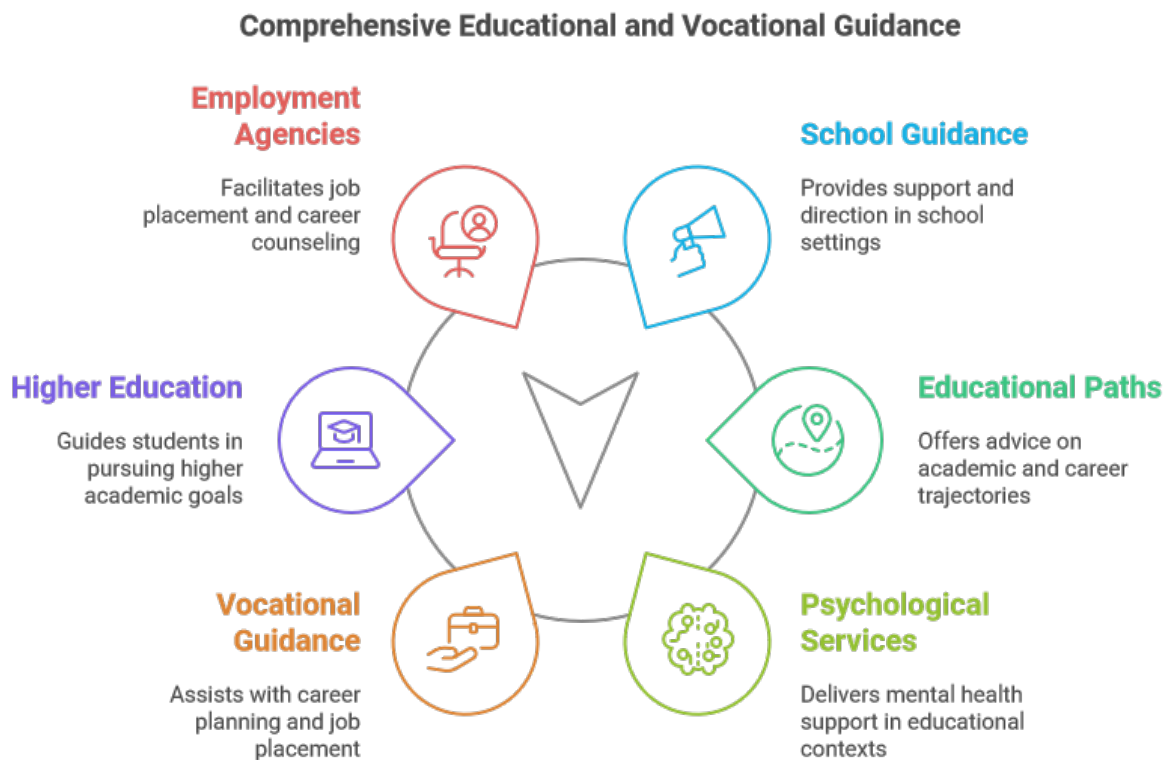 Comprehensive Educational and Vocational Guidance
Employment
Agencies
Facilitates job
placement and career
counseling
School Guidance
Provides support and
direction in school
settings
Higher Education
Guides students in
pursuing higher
academic goals
Educational Paths
Offers advice on
academic and career
trajectories
Vocational
Guidance
Assists with career
planning and job
placement
Psychological
Services
Delivers mental health
support in educational
contexts